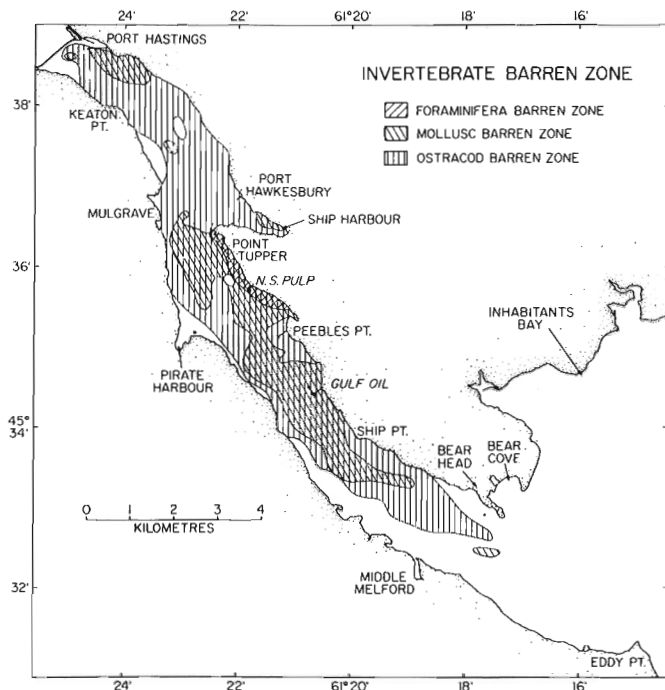 24'
22'
61°20'
18'
16'
PORT HASTINGS
INVERTEBRATE BARREN ZONE
FORAMINIFERA BARREN ZONE
MOLLUSC BARREN ZONE
OSTRACOD BARREN ZONE
38'
KEATON PT.
PORT HAWKESBURY
MULGRAVE
SHIP HARBOUR
POINT TUPPER
36'
N.S. PULP
INHABITANTS BAY
PEEBLES PT.
PIRATE HARBOUR
GULF OIL
45°
34'
SHIP PT.
BEAR HEAD
BEAR COVE
0 1 2 3 4
KILOMETRES
32'
MIDDLE MELFORD
EDDY PT.
24'
22'
61°20'
18'
16'